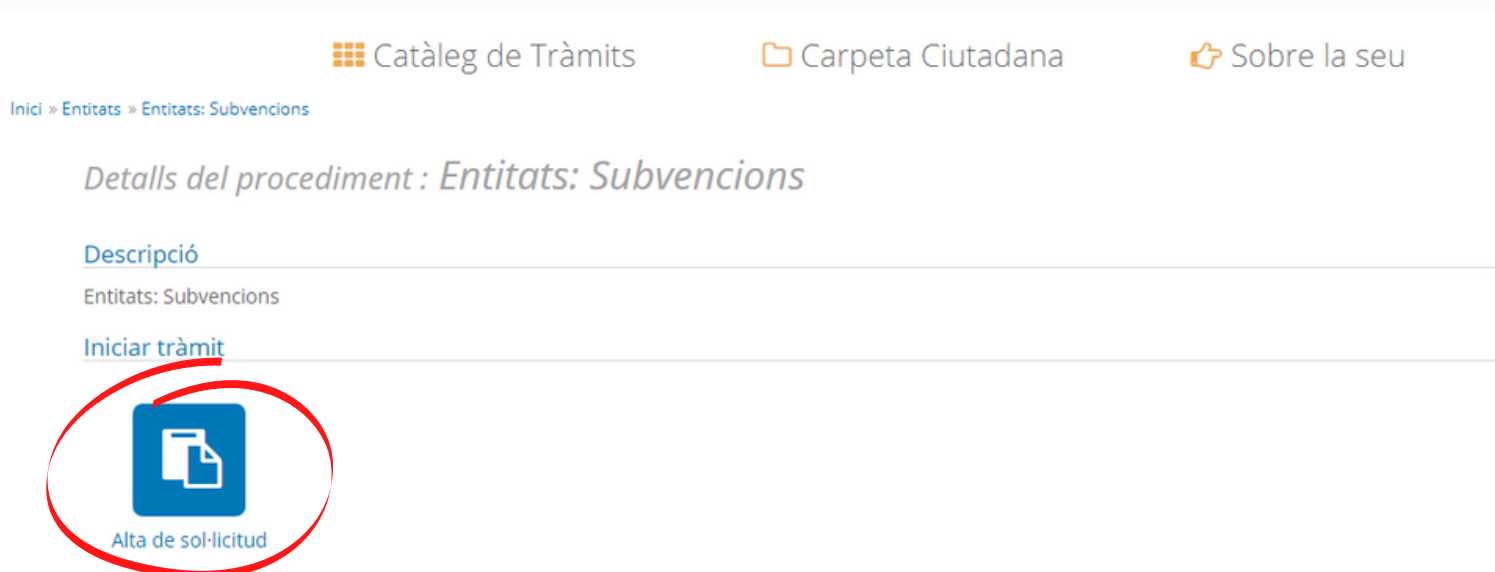 Catàleg de Tràmits Carpeta Ciutadana Sobre la seu
Inici » Entitats » Entitats: Subvencions
Detalls del procediment : Entitats: Subvencions
Descripció
Entitats: Subvencions
Iniciar tràmit
Alta de sol·licitud